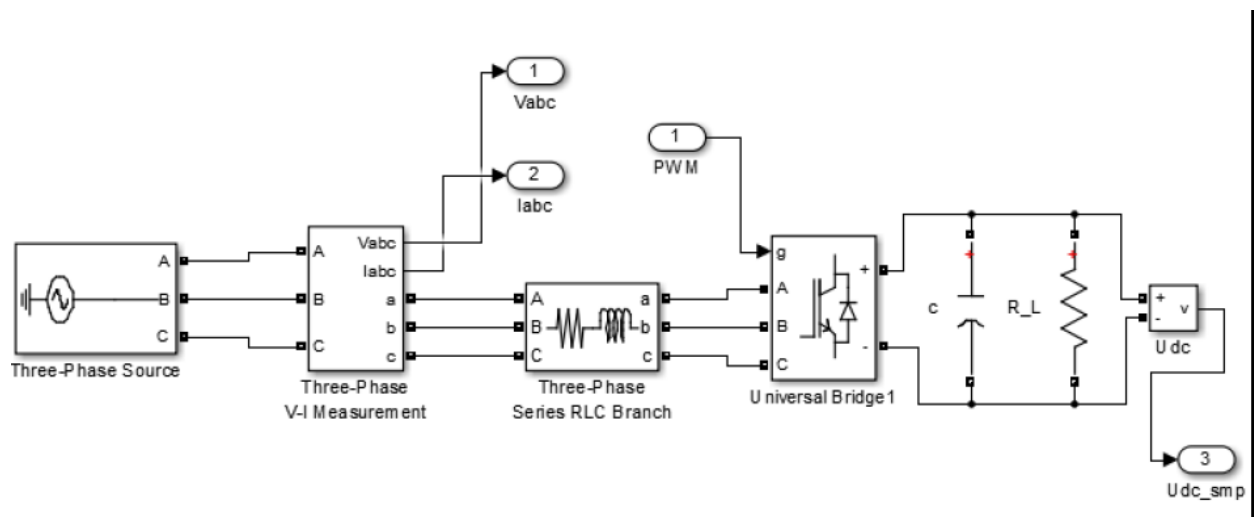 1
Vabc
2
Iabc
1
PWM
A
B
C
Three-Phase Source
A
B
C
Vabc
Iabc
a
b
c
Three-Phase
V-I Measurement
A
B
C
a
b
c
Three-Phase
Series RLC Branch
g
A
B
C
+
-
Universal Bridge1
+
c
+
R_L
+
-
v
Udc
3
Udc_smp